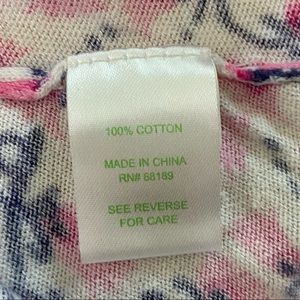 100% COTTON
MADE IN CHINA
RN# 88189
SEE REVERSE
FOR CARE